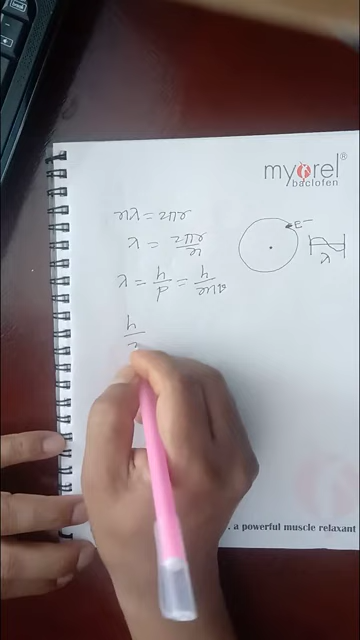 myorel®
baclofen
nλ = 2πr
λ = 2πr/n
E⁻
λ
λ = h/p = h/mv
h
. a powerful muscle relaxant